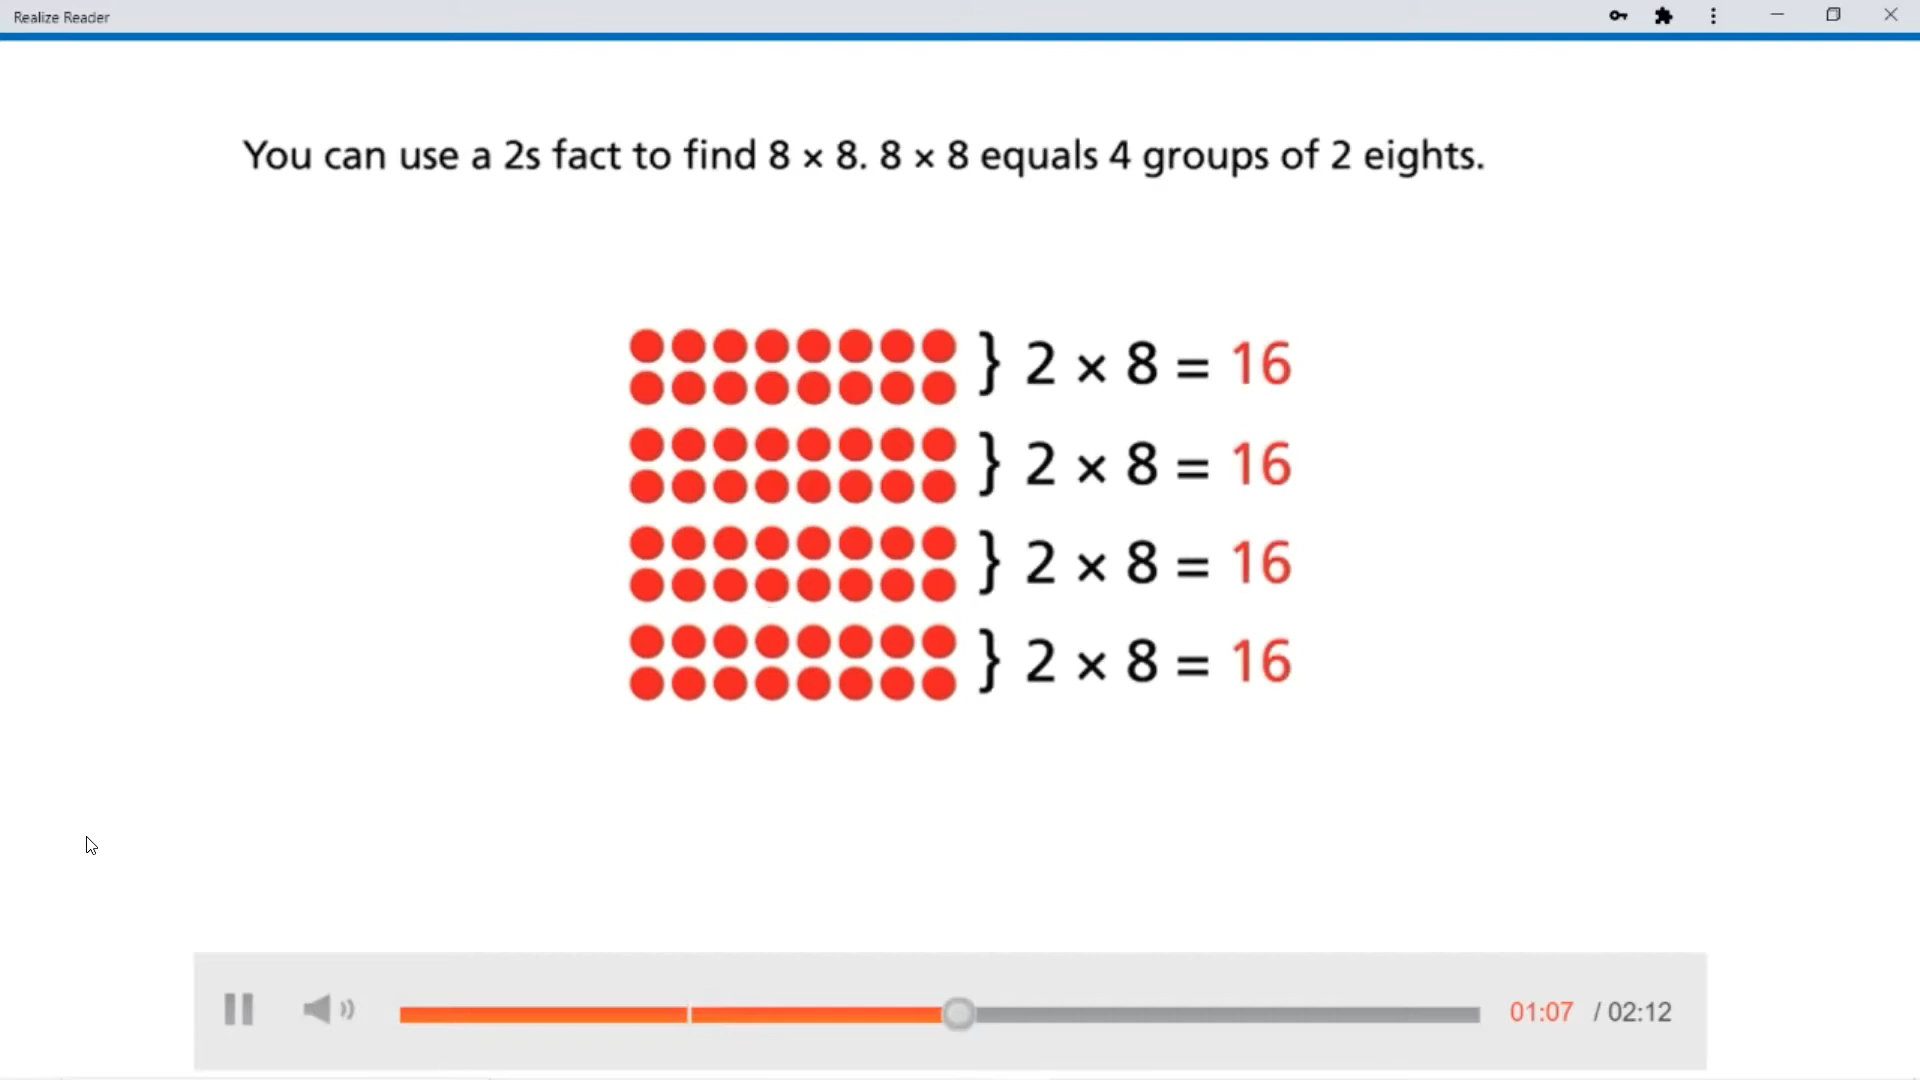 Realize Reader
You can use a 2s fact to find 8 × 8. 8 × 8 equals 4 groups of 2 eights.
} 2 × 8 = 16
} 2 × 8 = 16
} 2 × 8 = 16
} 2 × 8 = 16
01:07 / 02:12